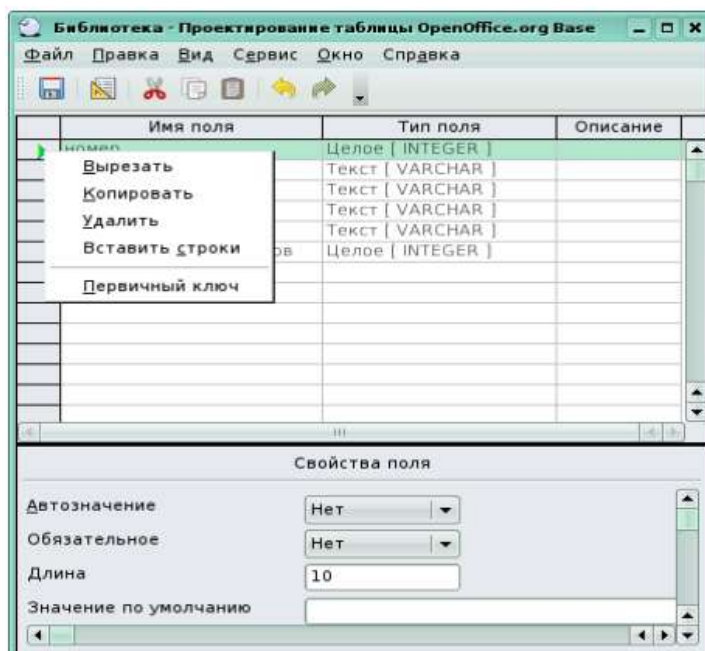 Библиотека - Проектирование таблицы OpenOffice.org Base
Файл Правка Вид Сервис Окно Справка
Имя поля Тип поля Описание
номер Целое [ INTEGER ]
Текст [ VARCHAR ]
Текст [ VARCHAR ]
Текст [ VARCHAR ]
Текст [ VARCHAR ]
ов Целое [ INTEGER ]
Вырезать
Копировать
Удалить
Вставить строки
Первичный ключ
Свойства поля
Автозначение Нет
Обязательное Нет
Длина 10
Значение по умолчанию